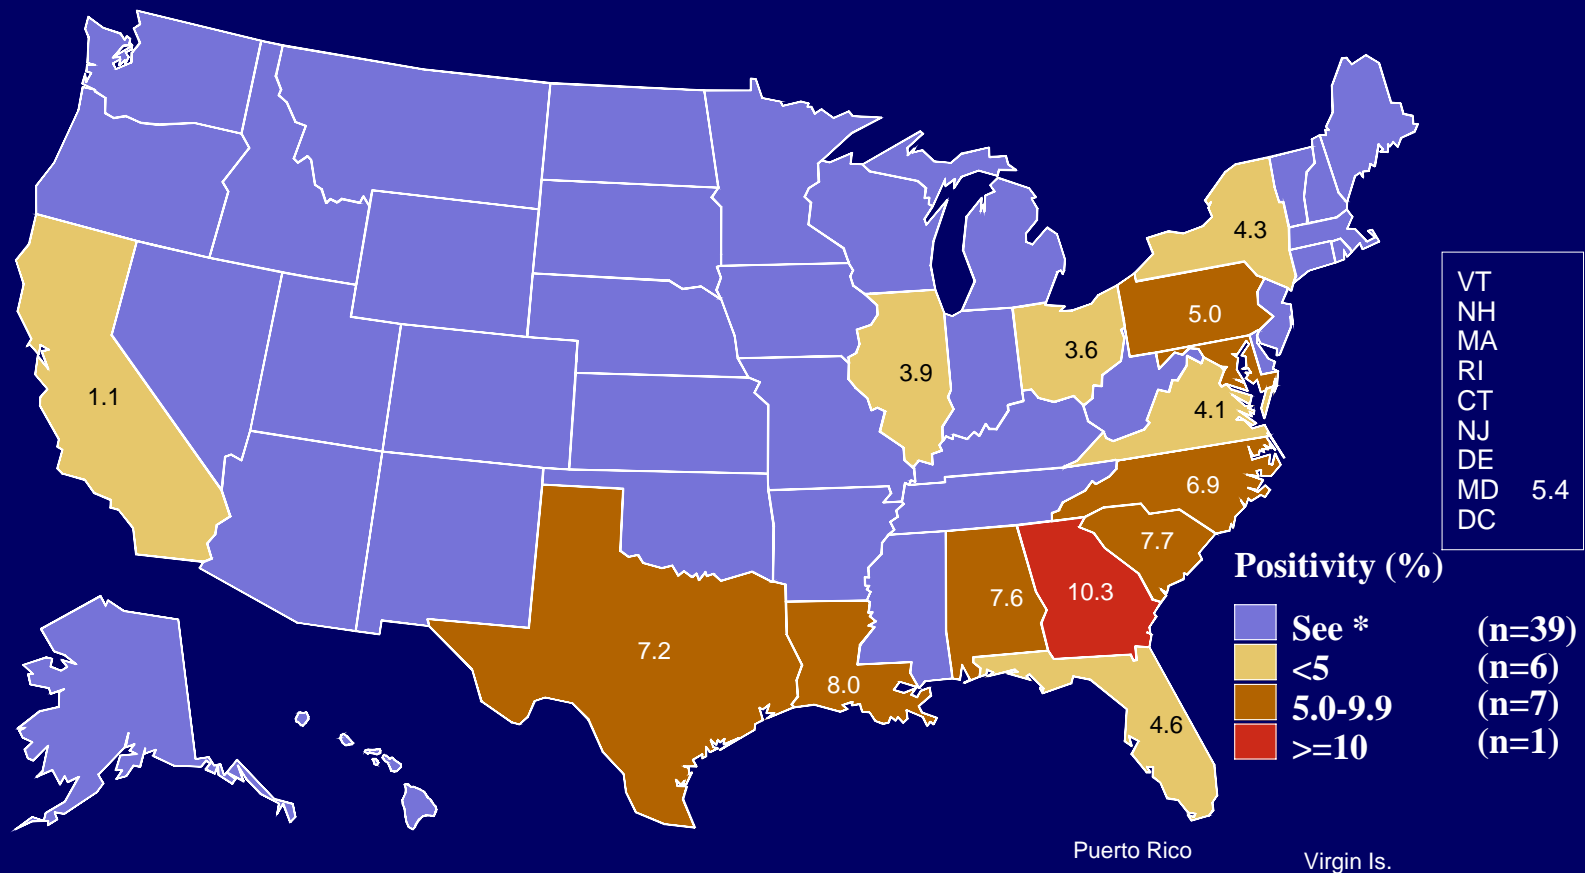 4.3
VT
NH
5.0
MA
3.6
RI
3.9
1.1
CT
4.1
NJ
DE
6.9
MD 5.4
DC
7.7
Positivity (%)
10.3
7.6
See * (n=39)
7.2
<5 (n=6)
8.0
5.0-9.9 (n=7)
4.6
>=10 (n=1)
Puerto Rico
Virgin Is.